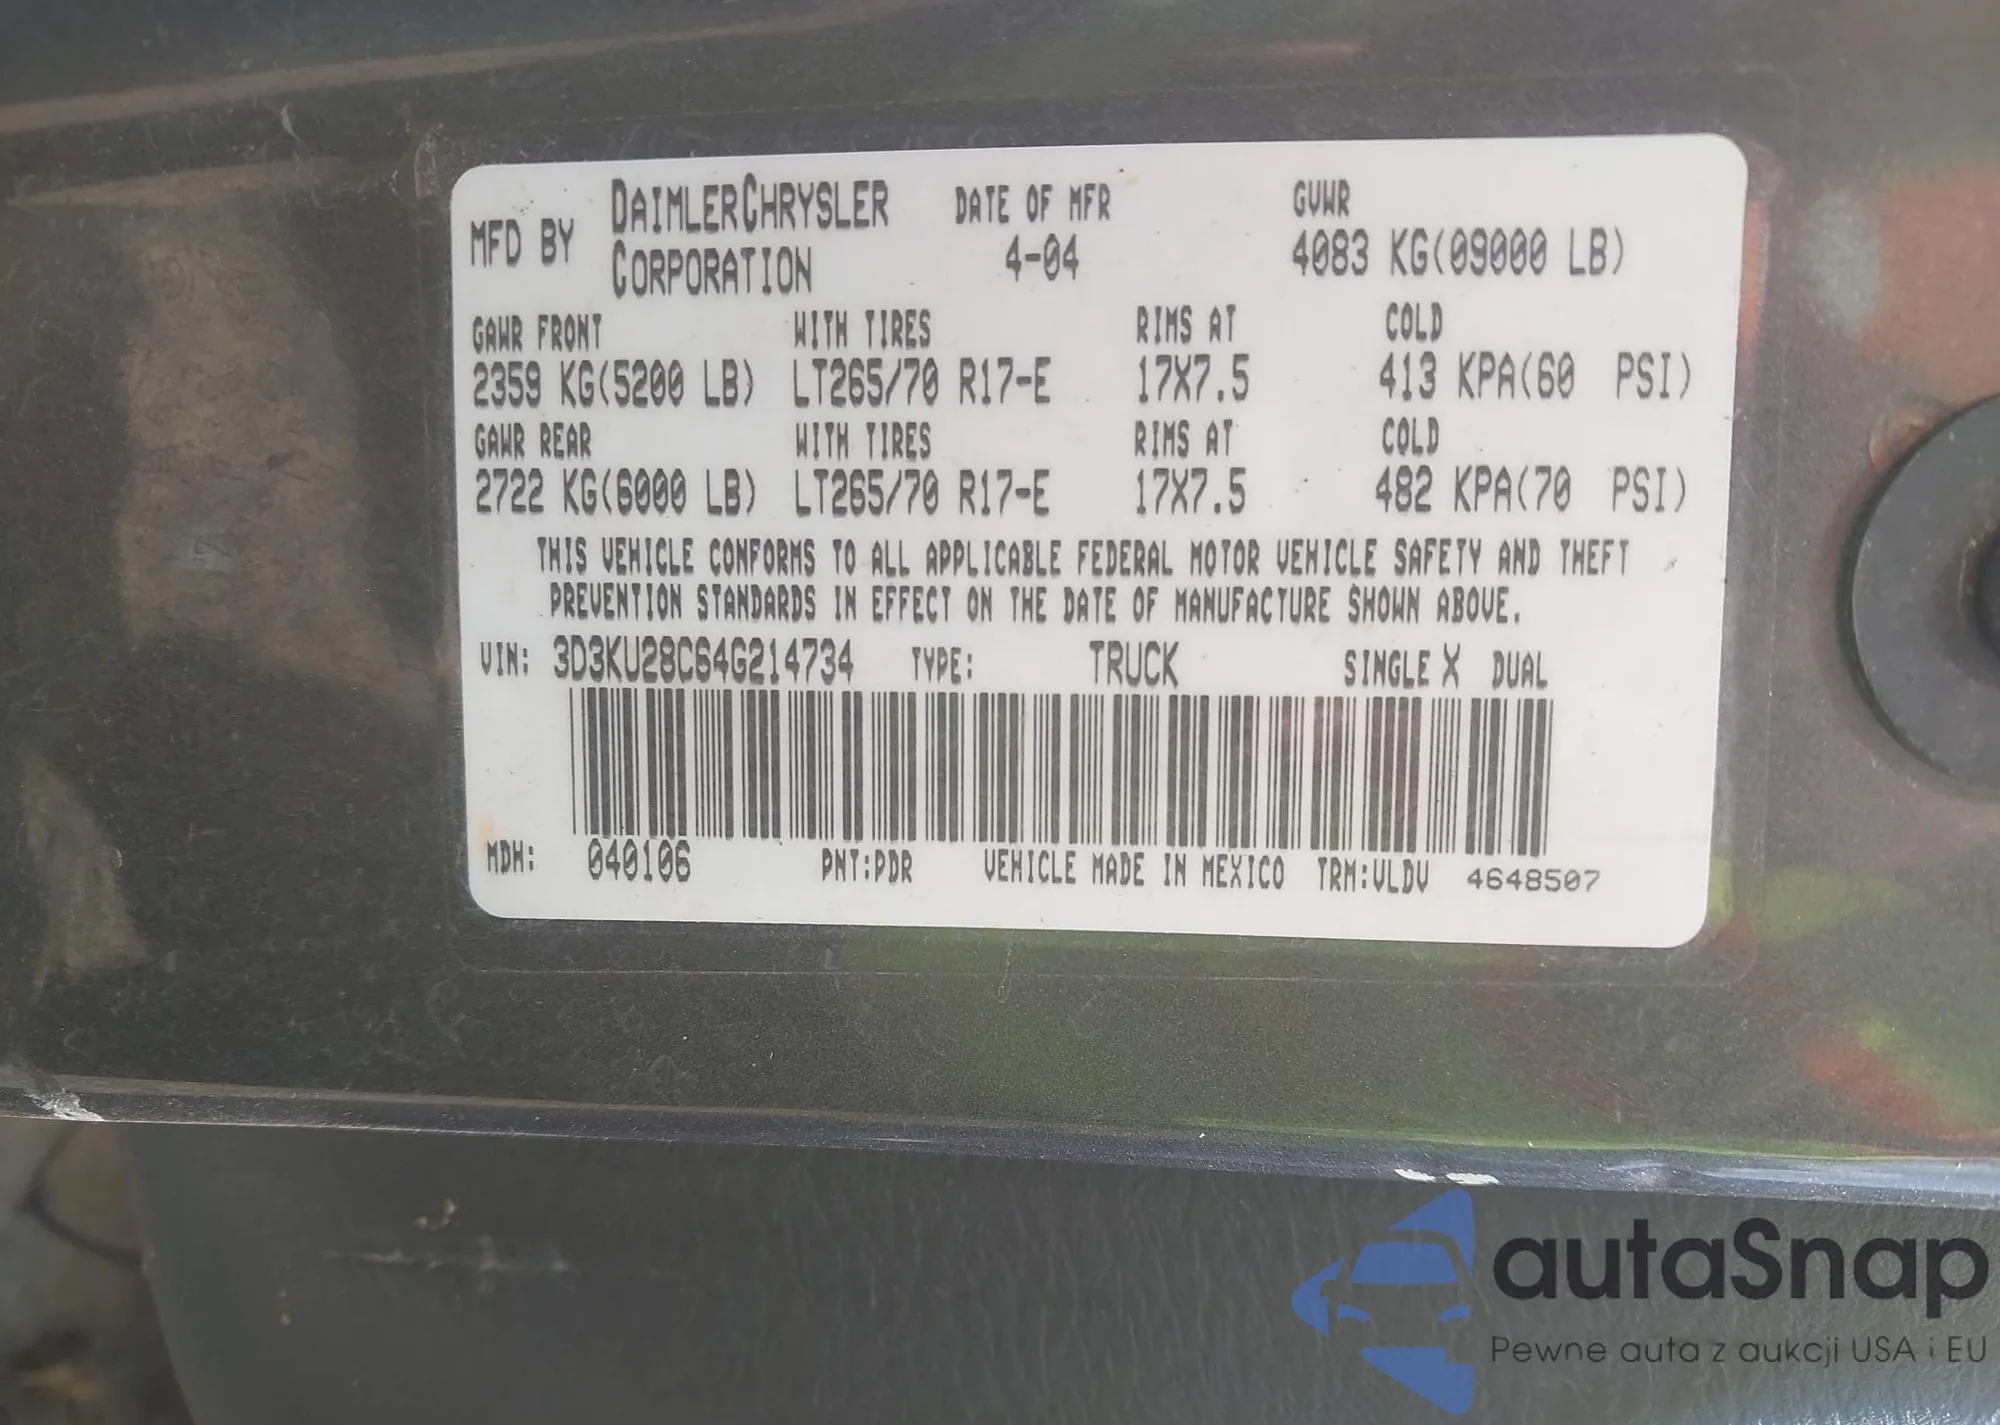 MFD BY DAIMLERCHRYSLER CORPORATION DATE OF MFR 4-04 GVWR 4083 KG(09000 LB)
GAWR FRONT WITH TIRES RIMS AT COLD
2359 KG(5200 LB) LT265/70 R17-E 17X7.5 413 KPA(60 PSI)
GAWR REAR WITH TIRES RIMS AT COLD
2722 KG(6000 LB) LT265/70 R17-E 17X7.5 482 KPA(70 PSI)
THIS VEHICLE CONFORMS TO ALL APPLICABLE FEDERAL MOTOR VEHICLE SAFETY AND THEFT
PREVENTION STANDARDS IN EFFECT ON THE DATE OF MANUFACTURE SHOWN ABOVE.
VIN: 3D3KU28C64G214734 TYPE: TRUCK SINGLE X DUAL
MDH: 040106 PNT:PDR VEHICLE MADE IN MEXICO TRM:VLDV 4648507
autaSnap
Pewne auta z aukcji USA i EU